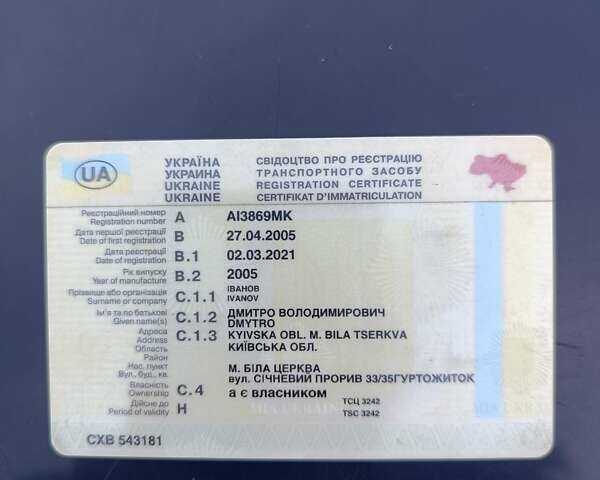 UA
УКРАЇНА СВІДОЦТВО ПРО РЕЄСТРАЦІЮ
УКРАИНА ТРАНСПОРТНОГО ЗАСОБУ
UKRAINE REGISTRATION CERTIFICATE
UKRAINE CERTIFIKAT D'IMMATRICULATION
Реєстраційний номер A АІ3869МК
Registration number
Дата першої реєстрації B 27.04.2005
Date of first registration
Дата реєстрації B.1 02.03.2021
Date of registration
Рік випуску B.2 2005
Year of manufacture
Прізвище або організація C.1.1 ІВАНОВ
Surname or company IVANOV
Ім'я та по батькові C.1.2 ДМИТРО ВОЛОДИМИРОВИЧ
Given name(s) DMYTRO
Адреса C.1.3 KYIVSKA OBL. M. BILA TSERKVA
Address
Область КИЇВСЬКА ОБЛ.
Район
Нас. пункт М. БІЛА ЦЕРКВА
Вул., буд., кв. вул. СІЧНЕВИЙ ПРОРИВ 33/35ГУРТОЖИТОК
Власність C.4 а є власником
Ownership
Дійсне до H ТСЦ 3242
Period of validity TSC 3242
MIA UKRAINE
СХВ 543181